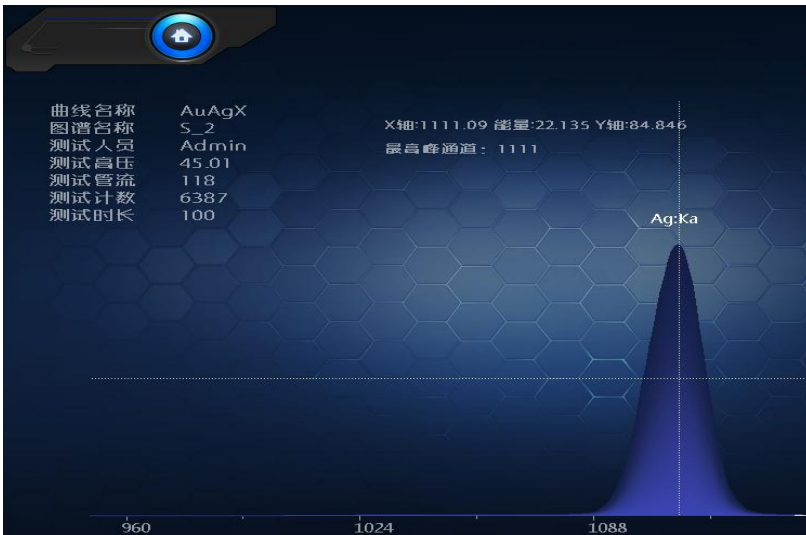 曲线名称 AuAgX
图谱名称 S_2
测试人员 Admin
测试高压 45.01
测试管流 118
测试计数 6387
测试时长 100
X轴:1111.09 能量:22.135 Y轴:84.846
最高峰通道：1111
Ag:Ka
960 1024 1088